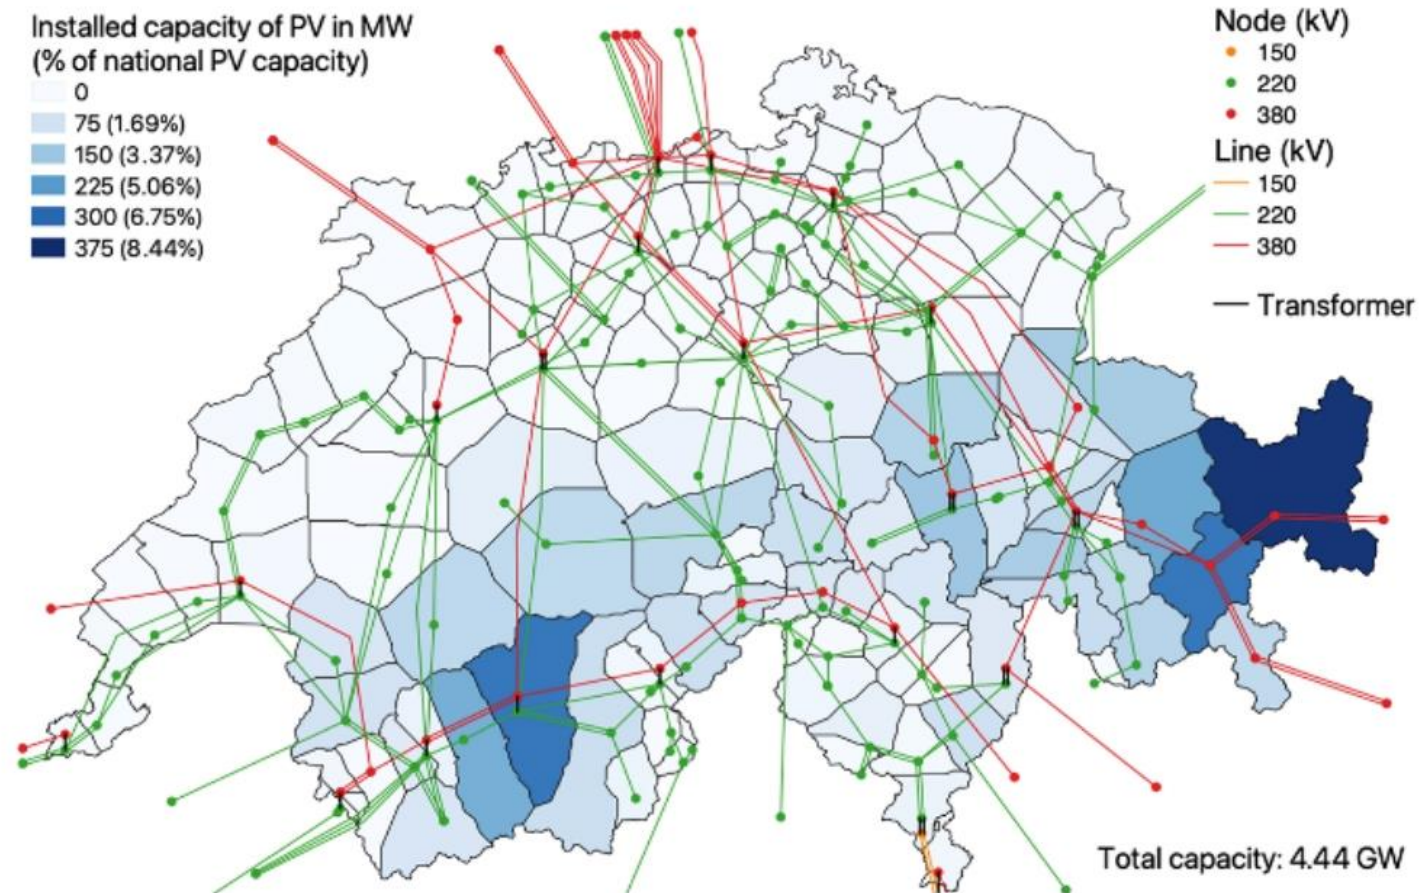 Installed capacity of PV in MW
(% of national PV capacity)
0
75 (1.69%)
150 (3.37%)
225 (5.06%)
300 (6.75%)
375 (8.44%)
Node (kV)
150
220
380
Line (kV)
150
220
380
Transformer
Total capacity: 4.44 GW